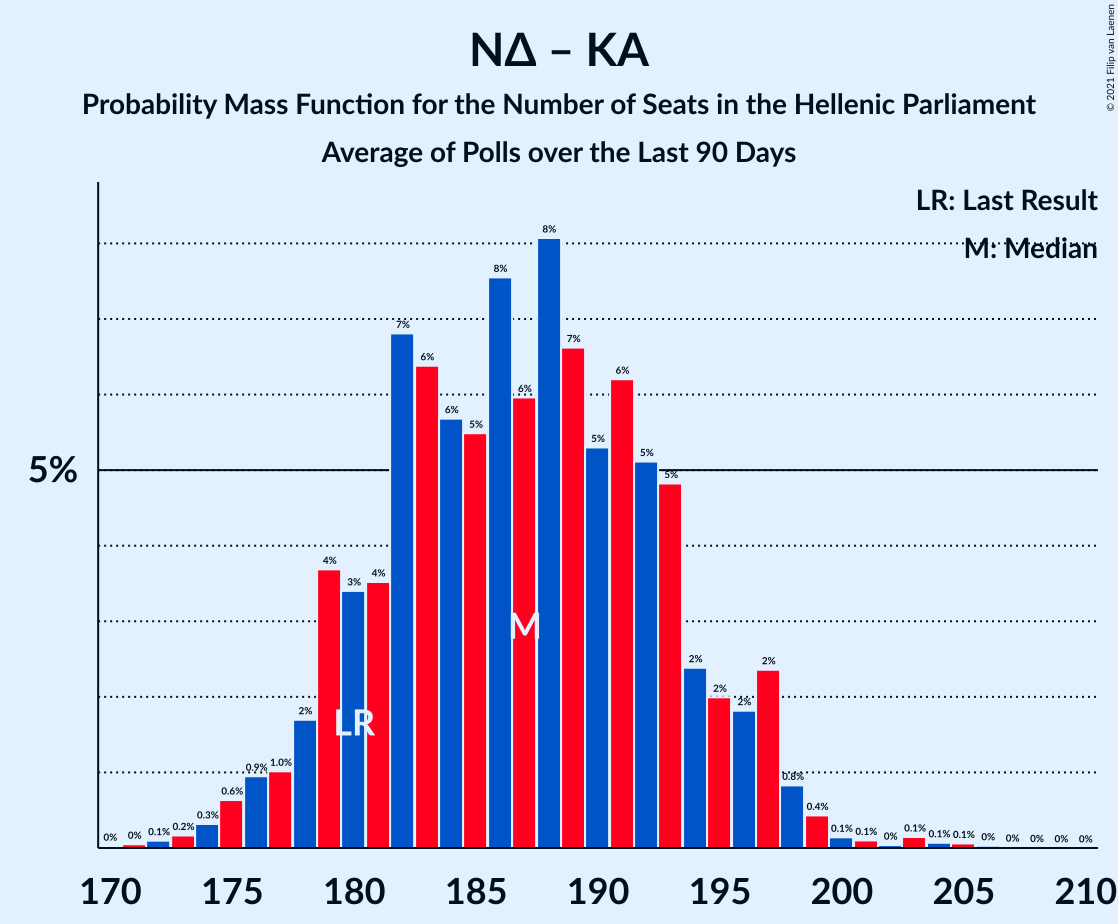 NΔ – KA
Probability Mass Function for the Number of Seats in the Hellenic Parliament
Average of Polls over the Last 90 Days
© 2021 Filip van Laenen
LR: Last Result
M: Median
5%
0% 0% 0.1% 0.2% 0.3% 0.6% 0.9% 1.0% 2% 4% 3% 4% 7% 6% 6% 5% 8% 6% 8% 7% 5% 6% 5% 5% 2% 2% 2% 2% 0.8% 0.4% 0.1% 0.1% 0% 0.1% 0.1% 0.1% 0% 0% 0% 0% 0%
M
LR
170 175 180 185 190 195 200 205 210